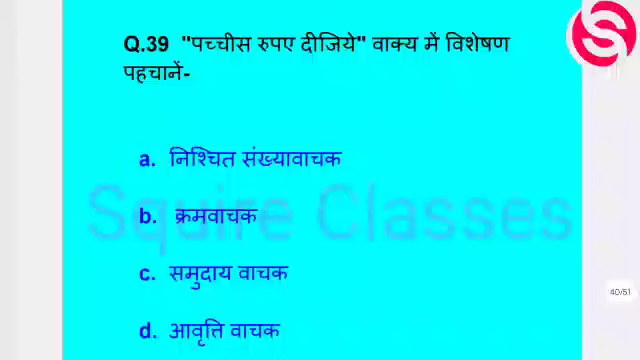 Q.39 "पच्चीस रुपए दीजिये" वाक्य में विशेषण
पहचानें-
a. निश्चित संख्यावाचक
b. क्रमवाचक
Squire Classes
c. समुदाय वाचक
d. आवृत्ति वाचक
40/51